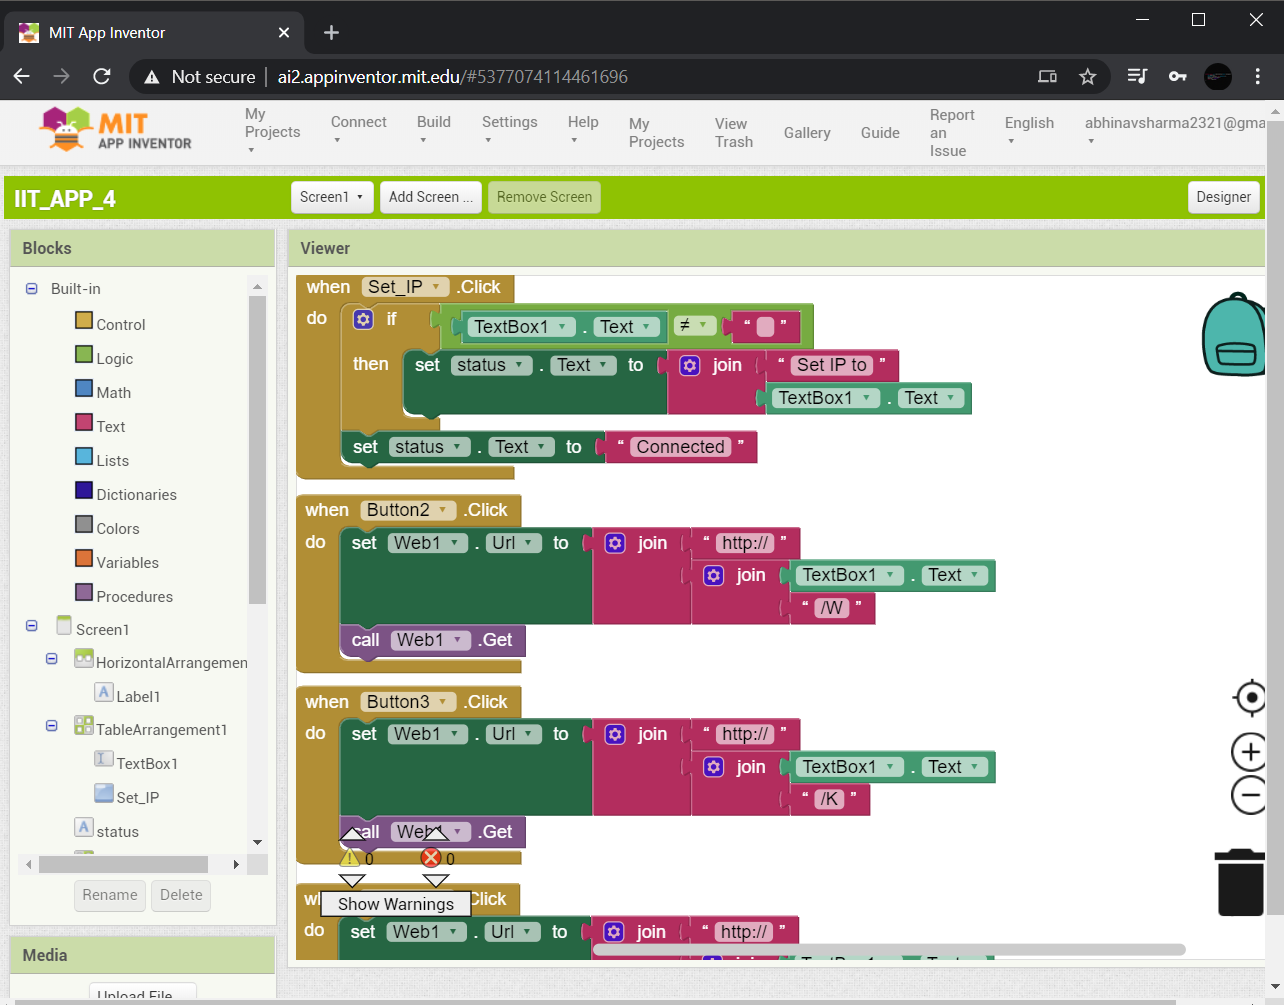 MIT App Inventor
Not secure | ai2.appinventor.mit.edu/#5377074114461696
MIT
APP INVENTOR
My Projects
Connect
Build
Settings
Help
My Projects
View Trash
Gallery
Guide
Report an Issue
English
abhinavsharma2321@gma
IIT_APP_4
Screen1
Add Screen ...
Remove Screen
Designer
Blocks
Built-in
Control
Logic
Math
Text
Lists
Dictionaries
Colors
Variables
Procedures
Screen1
HorizontalArrangemen
A Label1
TableArrangement1
TextBox1
Set_IP
A status
Rename
Delete
Media
Upload File
Viewer
when Set_IP .Click
do if TextBox1 . Text ≠ “ ”
then set status . Text to join “ Set IP to ”
TextBox1 . Text
set status . Text to “ Connected ”
when Button2 .Click
do set Web1 . Url to join “ http:// ”
join TextBox1 . Text
“ /W ”
call Web1 .Get
when Button3 .Click
do set Web1 . Url to join “ http:// ”
join TextBox1 . Text
“ /K ”
call Web1 .Get
0 0
Show Warnings
Click
do set Web1 . Url to join “ http:// ”